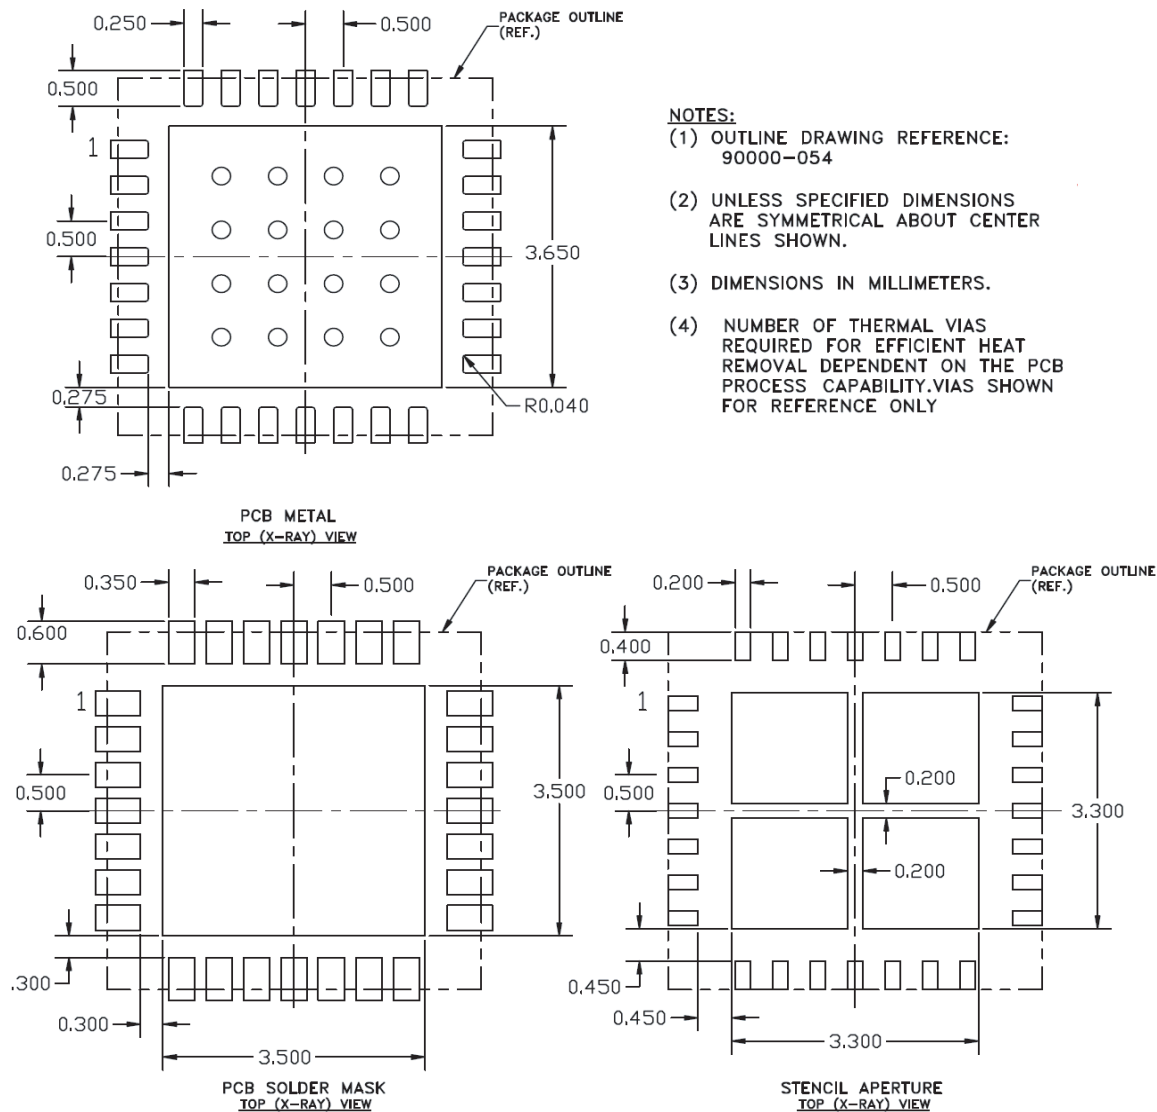 0.250
0.500
PACKAGE OUTLINE
(REF.)
0.500
1
0.500
3.650
0.275
R0.040
0.275
PCB METAL
TOP (X-RAY) VIEW
NOTES:
(1) OUTLINE DRAWING REFERENCE:
90000-054
(2) UNLESS SPECIFIED DIMENSIONS
ARE SYMMETRICAL ABOUT CENTER
LINES SHOWN.
(3) DIMENSIONS IN MILLIMETERS.
(4) NUMBER OF THERMAL VIAS
REQUIRED FOR EFFICIENT HEAT
REMOVAL DEPENDENT ON THE PCB
PROCESS CAPABILITY.VIAS SHOWN
FOR REFERENCE ONLY
0.350
0.500
PACKAGE OUTLINE
(REF.)
0.600
1
0.500
3.500
.300
0.300
3.500
PCB SOLDER MASK
TOP (X-RAY) VIEW
0.200
0.500
PACKAGE OUTLINE
(REF.)
0.400
1
0.200
0.500
3.300
0.200
0.450
0.450
3.300
STENCIL APERTURE
TOP (X-RAY) VIEW